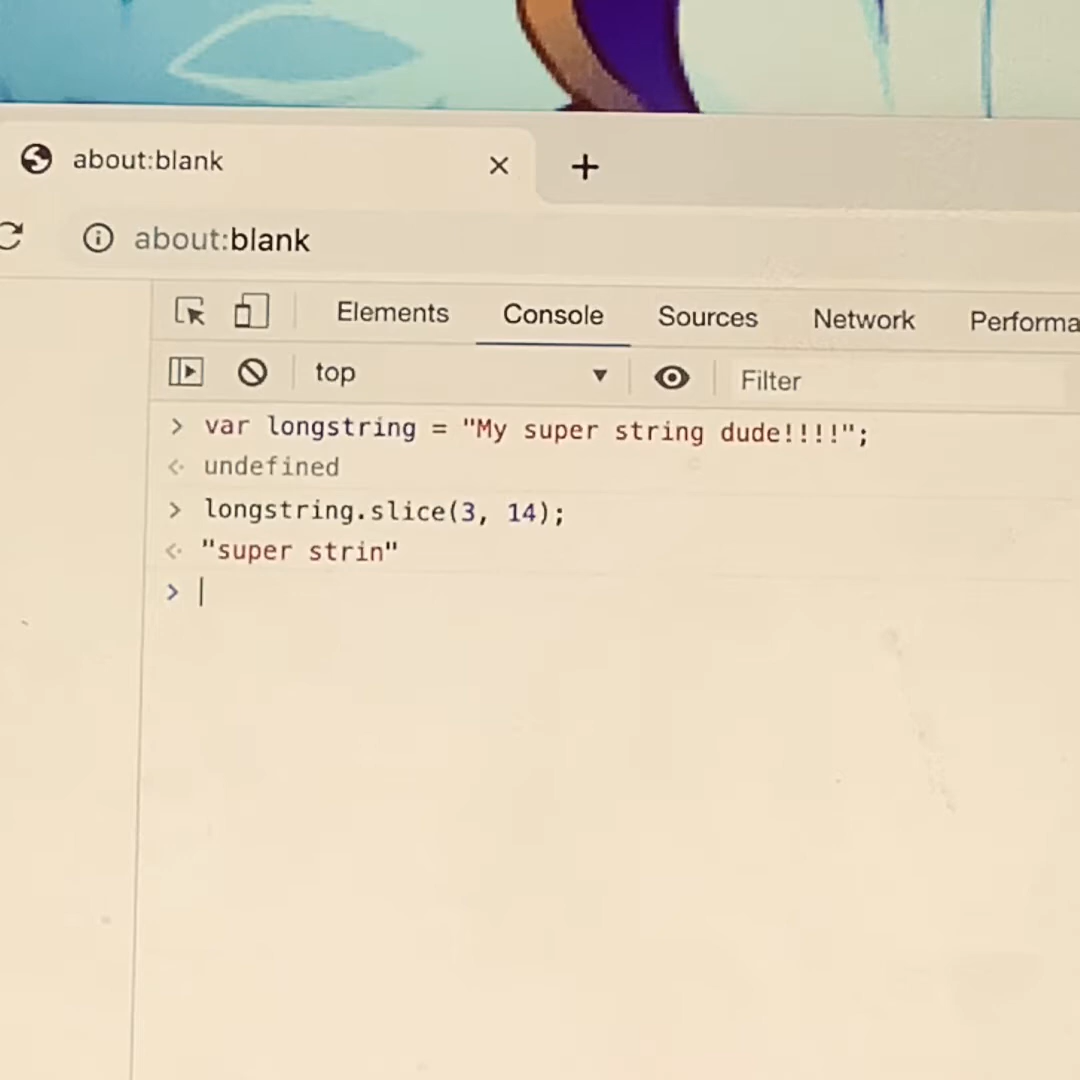 about:blank
about:blank
Elements Console Sources Network Performa
top Filter
> var longstring = "My super string dude!!!!";
undefined
> longstring.slice(3, 14);
"super strin"
>